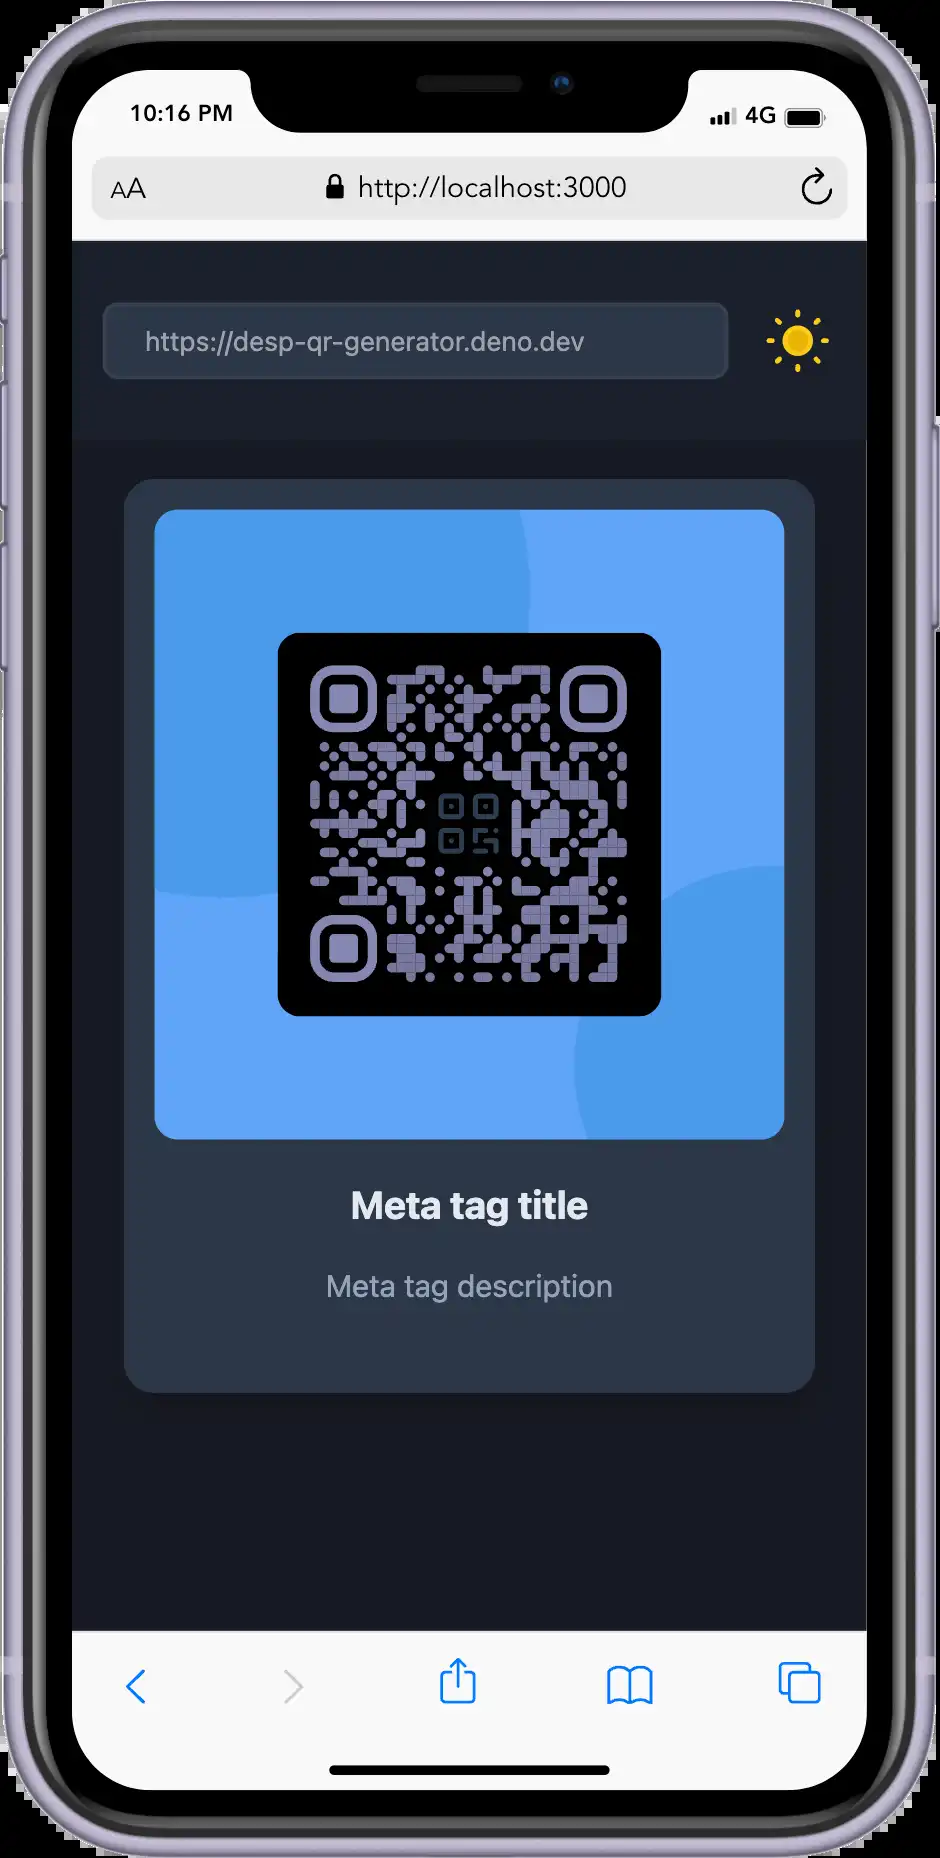 10:16 PM
4G
AA
http://localhost:3000
https://desp-qr-generator.deno.dev
Meta tag title
Meta tag description